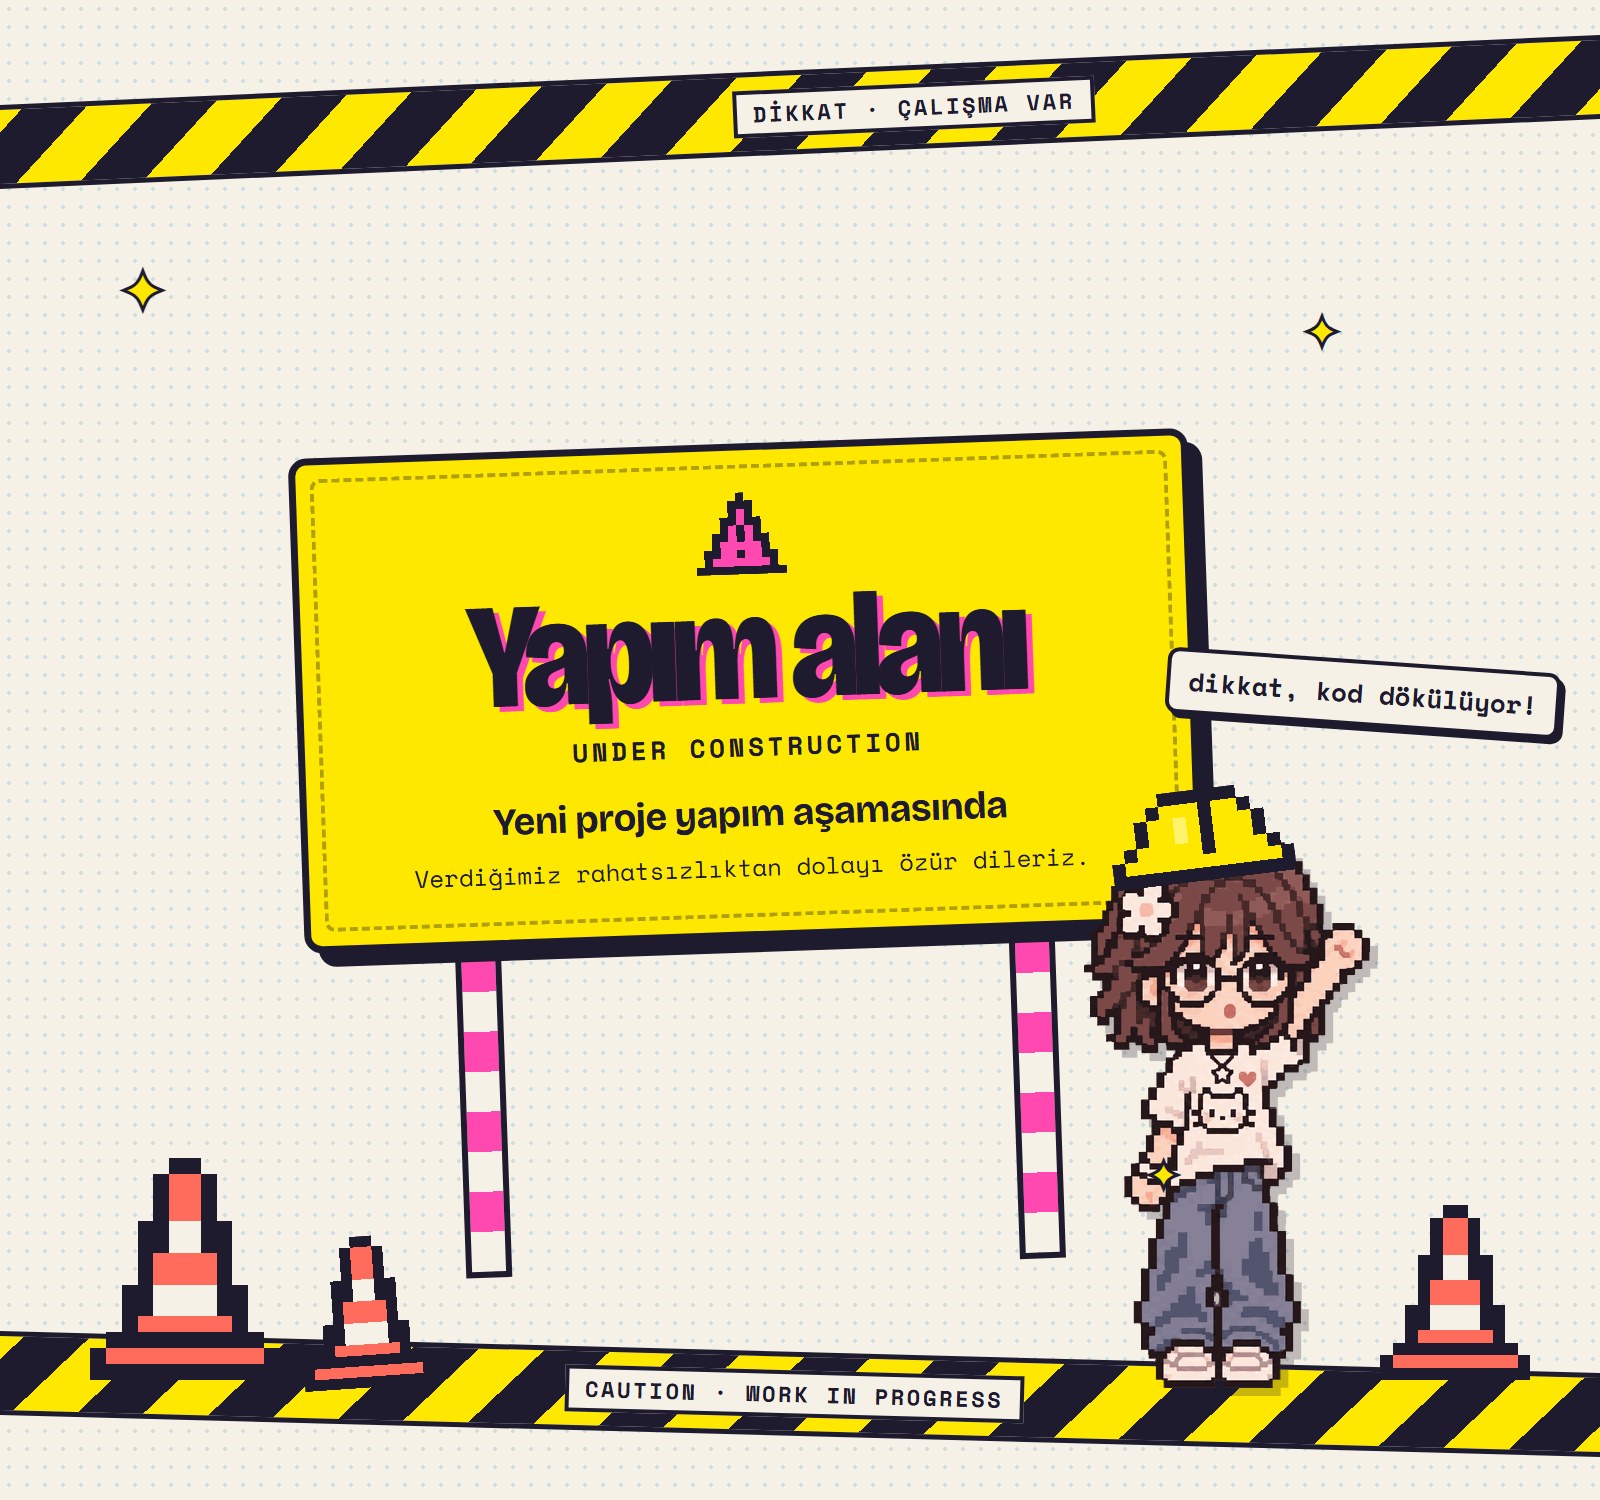 DİKKAT · ÇALIŞMA VAR
Yapım alanı
UNDER CONSTRUCTION
Yeni proje yapım aşamasında
Verdiğimiz rahatsızlıktan dolayı özür dileriz.
dikkat, kod dökülüyor!
CAUTION · WORK IN PROGRESS